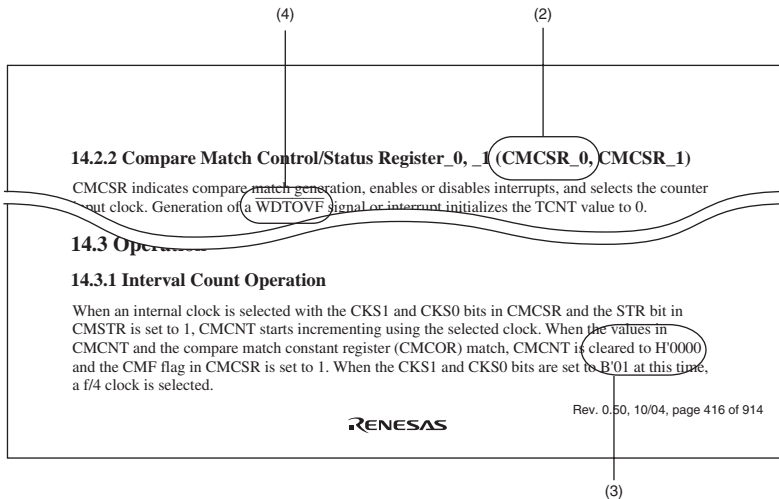 (4) (2)
14.2.2 Compare Match Control/Status Register_0, _1 (CMCSR_0, CMCSR_1)
CMCSR indicates compare match generation, enables or disables interrupts, and selects the counter
input clock. Generation of a WDTOVF signal or interrupt initializes the TCNT value to 0.
14.3 Operation
14.3.1 Interval Count Operation
When an internal clock is selected with the CKS1 and CKS0 bits in CMCSR and the STR bit in
CMSTR is set to 1, CMCNT starts incrementing using the selected clock. When the values in
CMCNT and the compare match constant register (CMCOR) match, CMCNT is cleared to H'0000
and the CMF flag in CMCSR is set to 1. When the CKS1 and CKS0 bits are set to B'01 at this time,
a f/4 clock is selected.
Rev. 0.50, 10/04, page 416 of 914
RENESAS
(3)